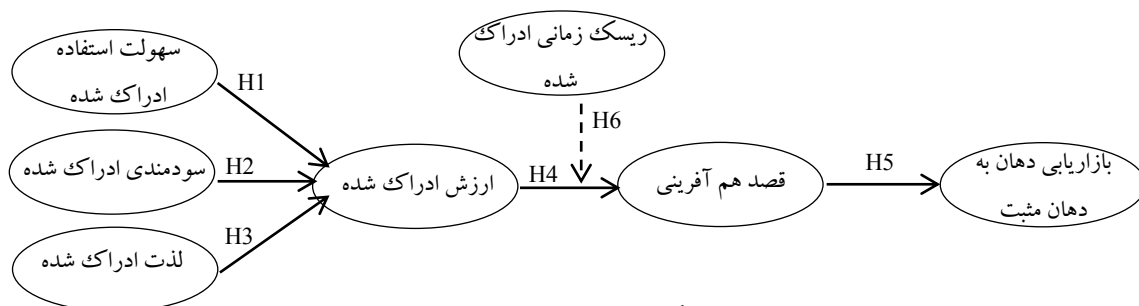 سهولت استفاده
ادراک شده
H1
سودمندی ادراک شده
H2
لذت ادراک شده
H3
ارزش ادراک شده
H4
ریسک زمانی ادراک
شده
H6
قصد هم آفرینی
H5
بازاریابی دهان به
دهان مثبت